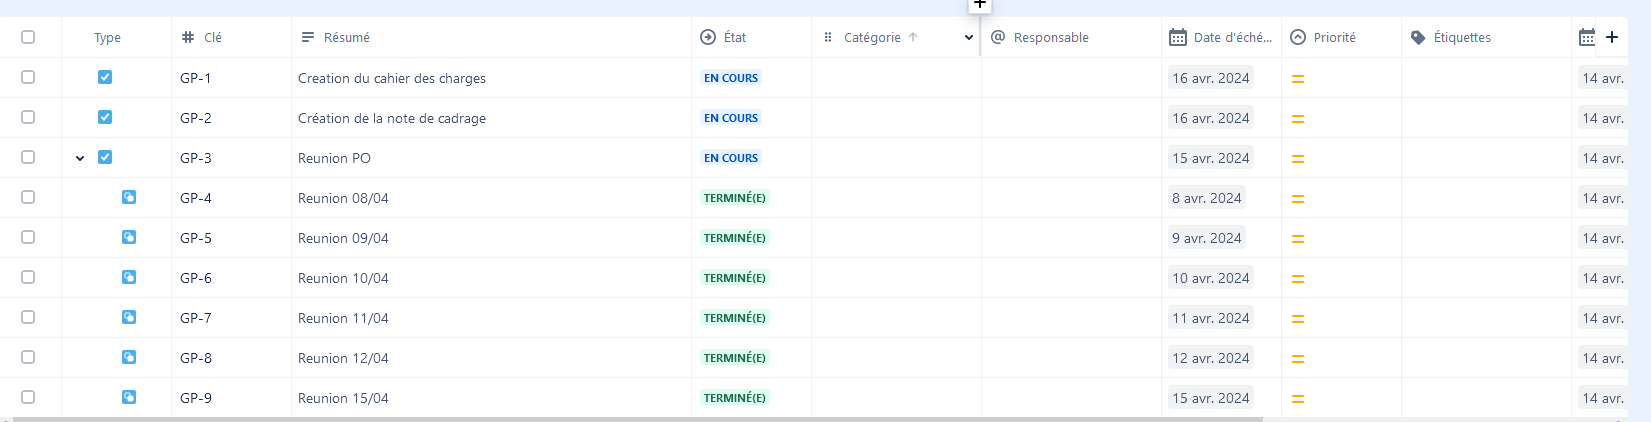 Type Clé Résumé État Catégorie Responsable Date d'éché... Priorité Étiquettes
GP-1 Creation du cahier des charges EN COURS 16 avr. 2024 14 avr.
GP-2 Création de la note de cadrage EN COURS 16 avr. 2024 14 avr.
GP-3 Reunion PO EN COURS 15 avr. 2024 14 avr.
GP-4 Reunion 08/04 TERMINÉ(E) 8 avr. 2024 14 avr.
GP-5 Reunion 09/04 TERMINÉ(E) 9 avr. 2024 14 avr.
GP-6 Reunion 10/04 TERMINÉ(E) 10 avr. 2024 14 avr.
GP-7 Reunion 11/04 TERMINÉ(E) 11 avr. 2024 14 avr.
GP-8 Reunion 12/04 TERMINÉ(E) 12 avr. 2024 14 avr.
GP-9 Reunion 15/04 TERMINÉ(E) 15 avr. 2024 14 avr.